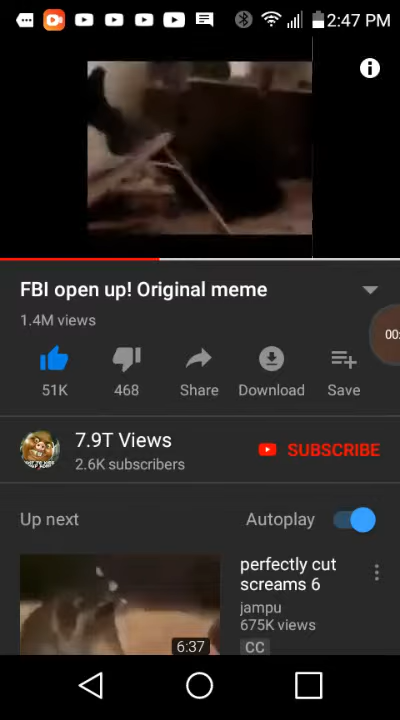 2:47 PM
FBI open up! Original meme
1.4M views
51K
468
Share
Download
Save
00:
7.9T Views
2.6K subscribers
SUBSCRIBE
Up next
Autoplay
perfectly cut
screams 6
jampu
675K views
CC
6:37